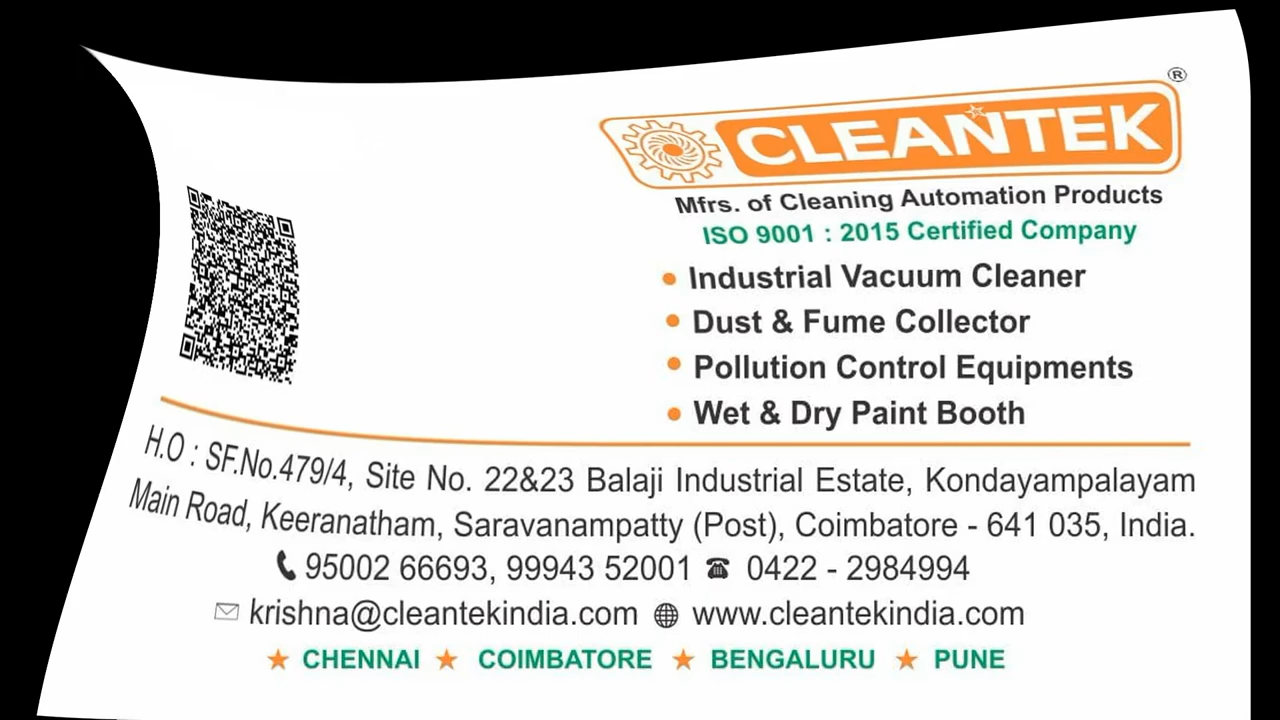 CLEANTEK ®
Mfrs. of Cleaning Automation Products
ISO 9001 : 2015 Certified Company
• Industrial Vacuum Cleaner
• Dust & Fume Collector
• Pollution Control Equipments
• Wet & Dry Paint Booth
H.O : SF.No.479/4, Site No. 22&23 Balaji Industrial Estate, Kondayampalayam
Main Road, Keeranatham, Saravanampatty (Post), Coimbatore - 641 035, India.
95002 66693, 99943 52001 0422 - 2984994
krishna@cleantekindia.com www.cleantekindia.com
★ CHENNAI ★ COIMBATORE ★ BENGALURU ★ PUNE